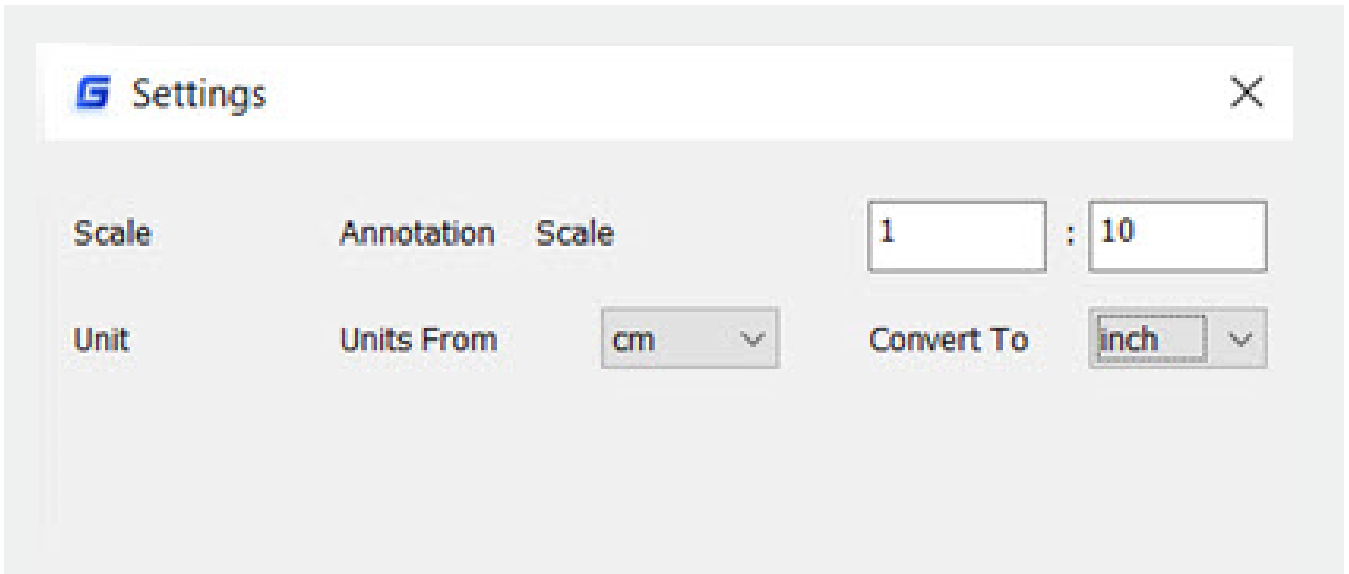 Settings
Scale Annotation Scale 1 : 10
Unit Units From cm Convert To inch